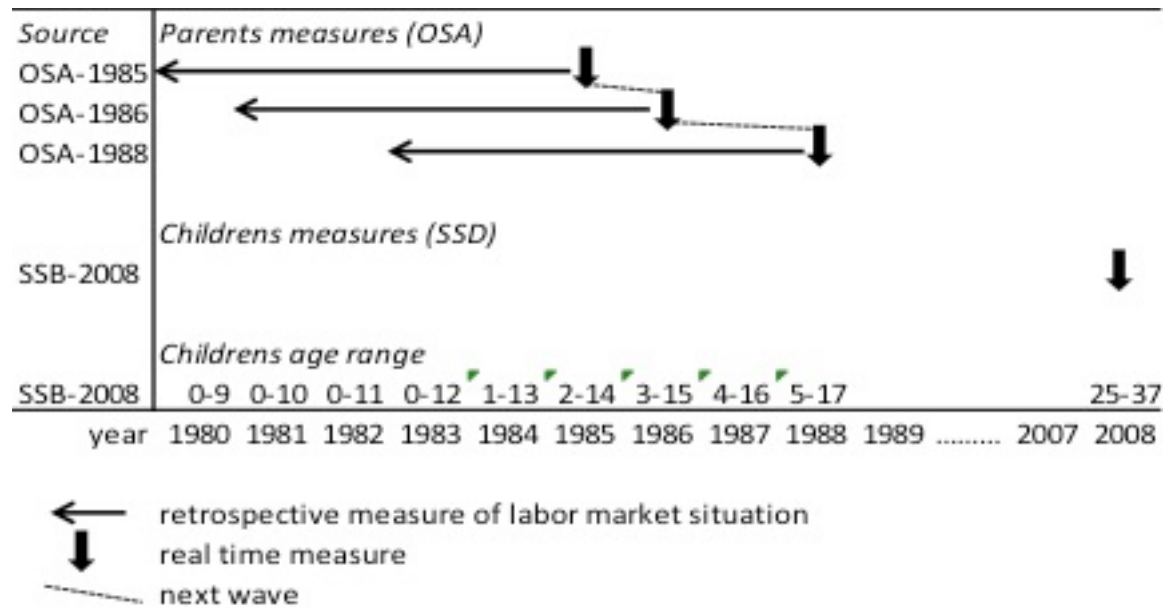 Source Parents measures (OSA)
OSA-1985
OSA-1986
OSA-1988
Childrens measures (SSD)
SSB-2008
Childrens age range
SSB-2008 0-9 0-10 0-11 0-12 1-13 2-14 3-15 4-16 5-17 25-37
year 1980 1981 1982 1983 1984 1985 1986 1987 1988 1989 ......... 2007 2008
retrospective measure of labor market situation
real time measure
next wave